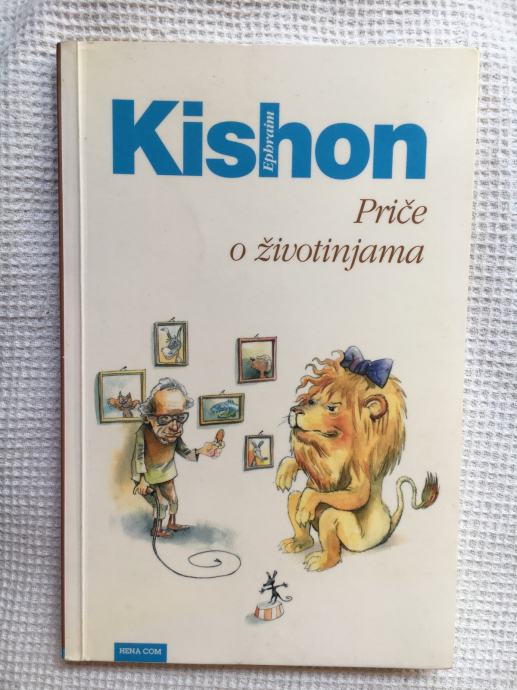 Kishon
Ephraim
Priče
o životinjama
HENA COM